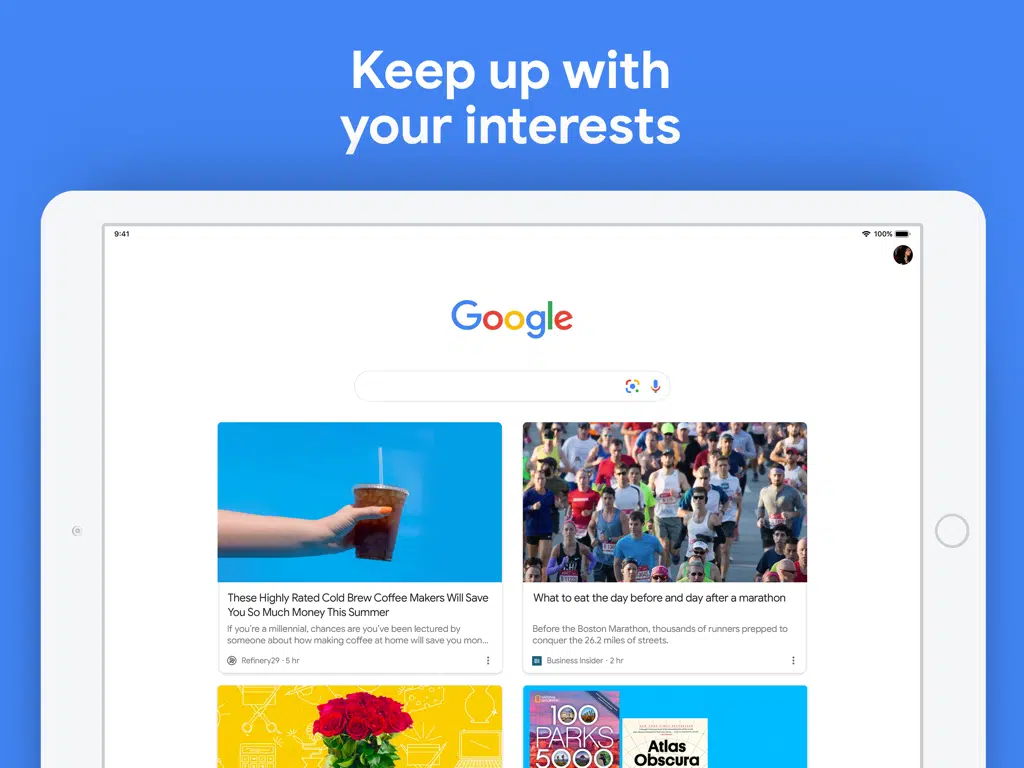 Keep up with
your interests
9:41
100%
Google
These Highly Rated Cold Brew Coffee Makers Will Save
You So Much Money This Summer
If you're a millennial, chances are you've been lectured by
someone about how making coffee at home will save you mon...
Refinery29 · 5 hr
What to eat the day before and day after a marathon
Before the Boston Marathon, thousands of runners prepped to
conquer the 26.2 miles of streets.
BI
Business Insider · 2 hr
NATIONAL
GEOGRAPHIC
100
PARKS
5000
Atlas
Obscura